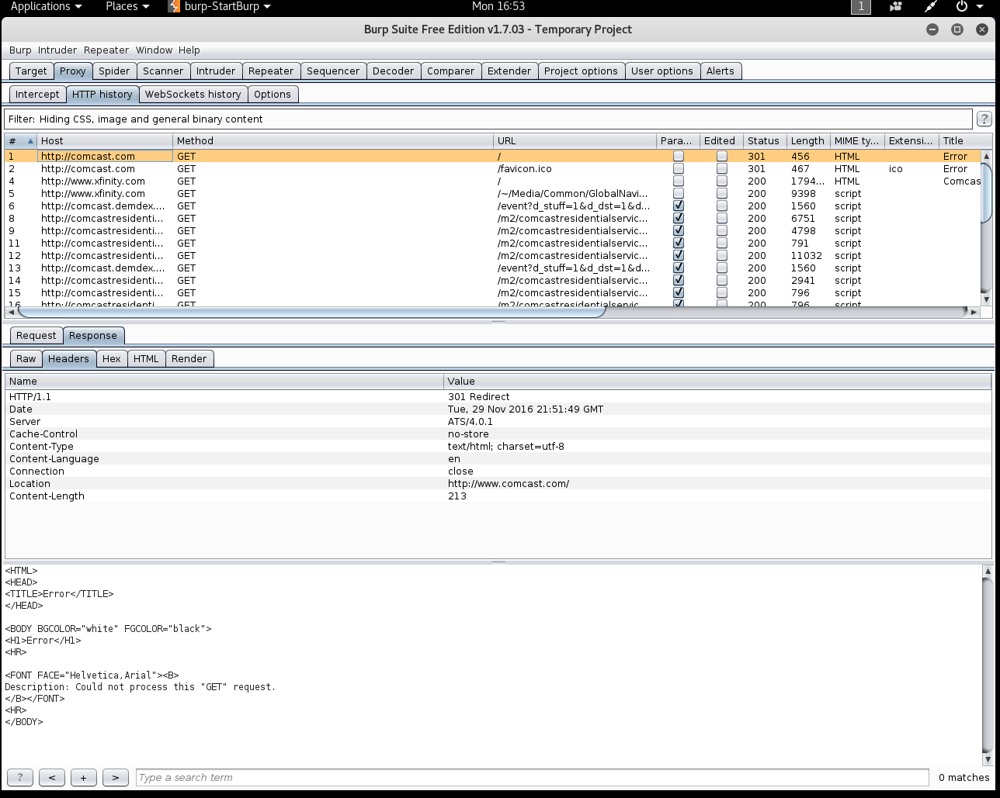 Applications Places burp-StartBurp Mon 16:53 1
Burp Suite Free Edition v1.7.03 - Temporary Project
Burp Intruder Repeater Window Help
Target Proxy Spider Scanner Intruder Repeater Sequencer Decoder Comparer Extender Project options User options Alerts
Intercept HTTP history WebSockets history Options
Filter: Hiding CSS, image and general binary content ?
# Host Method URL Para... Edited Status Length MIME ty... Extensi... Title
1 http://comcast.com GET / 301 456 HTML Error
2 http://comcast.com GET /favicon.ico 301 467 HTML ico Error
4 http://www.xfinity.com GET / 200 1794... HTML Comcas
5 http://www.xfinity.com GET /~/Media/Common/GlobalNavi... 200 9398 script
6 http://comcast.demdex.... GET /event?d_stuff=1&d_dst=1&d... 200 1560 script
8 http://comcastresidenti... GET /m2/comcastresidentialservic... 200 6751 script
9 http://comcastresidenti... GET /m2/comcastresidentialservic... 200 4798 script
11 http://comcastresidenti... GET /m2/comcastresidentialservic... 200 791 script
12 http://comcastresidenti... GET /m2/comcastresidentialservic... 200 11032 script
13 http://comcast.demdex.... GET /event?d_stuff=1&d_dst=1&d... 200 1560 script
14 http://comcastresidenti... GET /m2/comcastresidentialservic... 200 2941 script
15 http://comcastresidenti... GET /m2/comcastresidentialservic... 200 796 script
16 http://comcastresidenti... GET /m2/comcastresidentialservic... 200 796 script
Request Response
Raw Headers Hex HTML Render
Name Value
HTTP/1.1 301 Redirect
Date Tue, 29 Nov 2016 21:51:49 GMT
Server ATS/4.0.1
Cache-Control no-store
Content-Type text/html; charset=utf-8
Content-Language en
Connection close
Location http://www.comcast.com/
Content-Length 213
<HTML>
<HEAD>
<TITLE>Error</TITLE>
</HEAD>
<BODY BGCOLOR="white" FGCOLOR="black">
<H1>Error</H1>
<HR>
<FONT FACE="Helvetica,Arial"><B>
Description: Could not process this "GET" request.
</B></FONT>
<HR>
</BODY>
? < + > Type a search term 0 matches